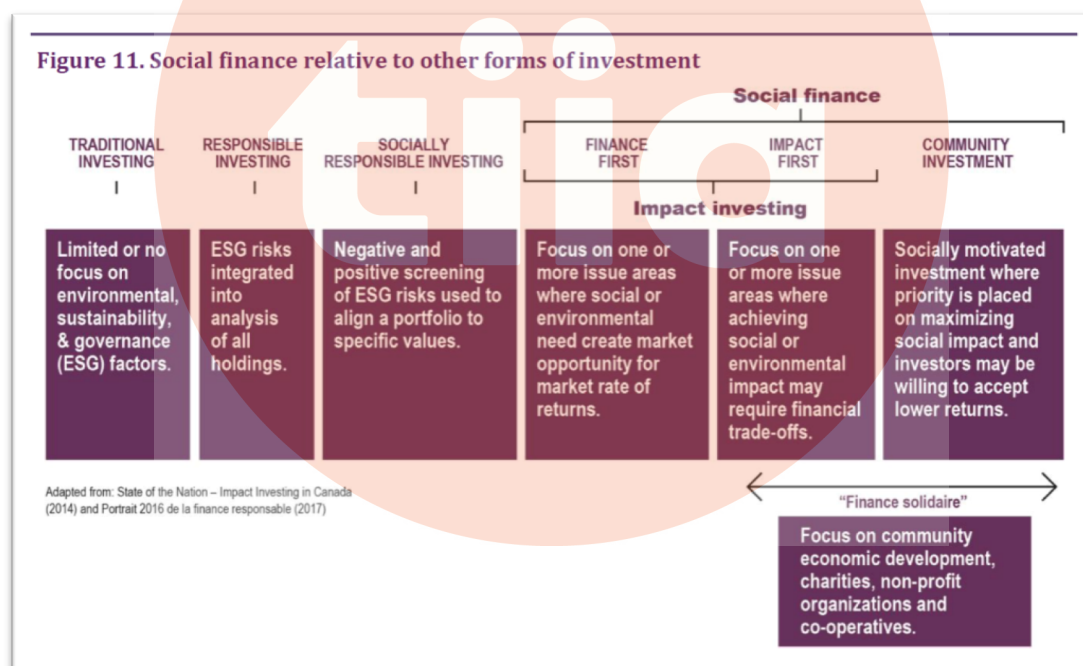 Figure 11. Social finance relative to other forms of investment
Social finance
TRADITIONAL
INVESTING
RESPONSIBLE
INVESTING
SOCIALLY
RESPONSIBLE INVESTING
FINANCE
FIRST
IMPACT
FIRST
COMMUNITY
INVESTMENT
Impact investing
Limited or no
focus on
environmental,
sustainability,
& governance
(ESG) factors.
ESG risks
integrated
into
analysis
of all
holdings.
Negative and
positive screening
of ESG risks used to
align a portfolio to
specific values.
Focus on one or
more issue areas
where social or
environmental
need create market
opportunity for
market rate of
returns.
Focus on one
or more issue
areas where
achieving
social or
environmental
impact may
require financial
trade-offs.
Socially motivated
investment where
priority is placed
on maximizing
social impact and
investors may be
willing to accept
lower returns.
Adapted from: State of the Nation – Impact Investing in Canada
(2014) and Portrait 2016 de la finance responsable (2017)
“Finance solidaire”
Focus on community
economic development,
charities, non-profit
organizations and
co-operatives.
tiia